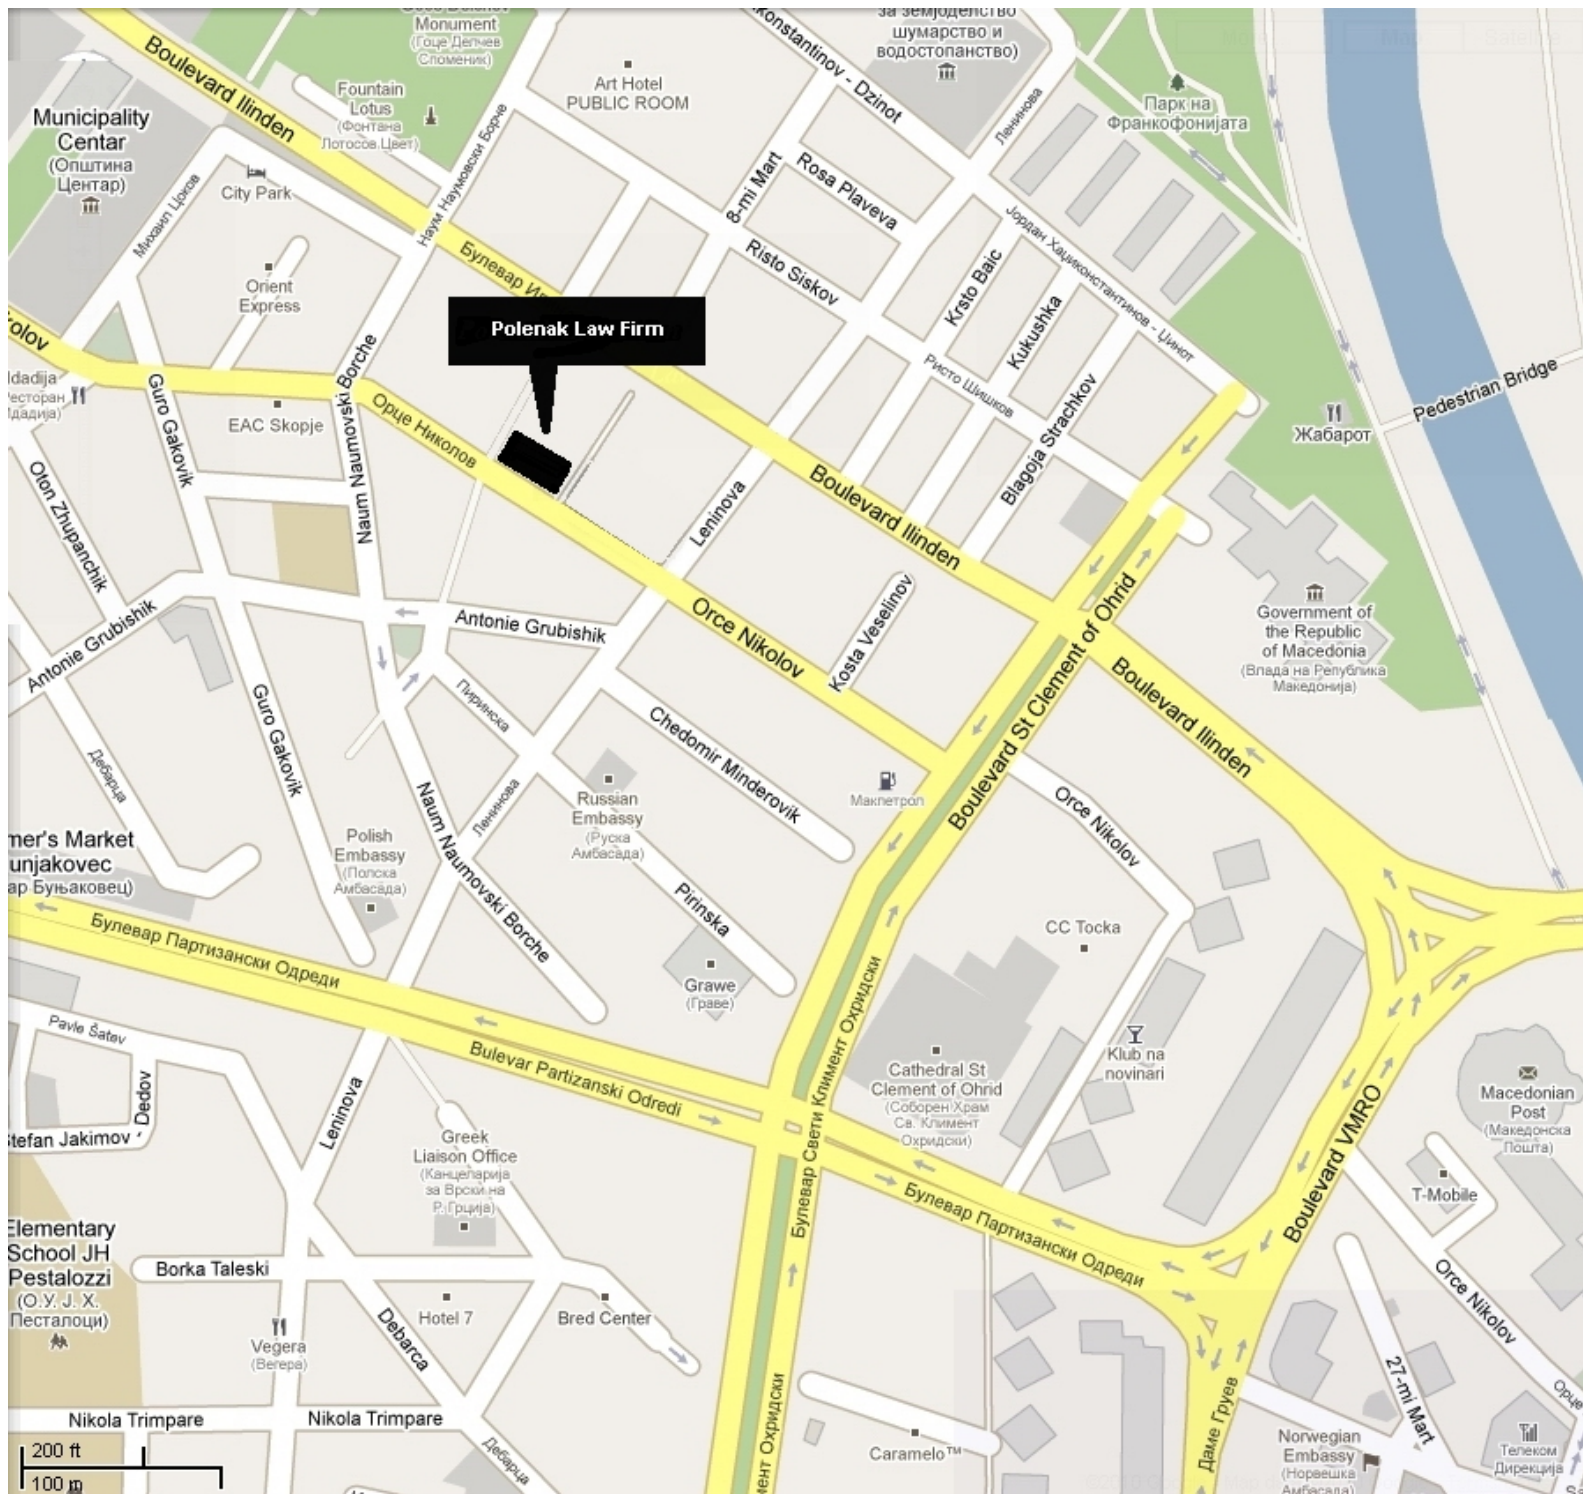 Monument
(Гоце Делчев
Споменик)
за земјоделство
шумарство и
водостопанство)
Konstantinov - Dzinot
Boulevard Ilinden
Art Hotel
PUBLIC ROOM
Fountain
Lotus
(Фонтана
Лотосов Цвет)
Парк на
Франкофонијата
Ленинова
Municipality
Centar
(Општина
Центар)
City Park
Михаил Цоков
Наум Наумовски Борче
8-mi Mart
Rosa Plaveva
Јордан Хаџиконстантинов - Џинот
Булевар
Risto Siskov
Krsto Baic
Orient
Express
Kukushka
Polenak Law Firm
Ристо Шишков
Pedestrian Bridge
Жабарот
Naum Naumovski Borche
EAC Skopje
Орце Николов
Guro Gakovik
Blagoja Strachkov
Olon Zhupanchik
Naum Naumovski
Leninova
Boulevard Ilinden
Antonie Grubishik
Antonie Grubishik
Orce Nikolov
Kosta Veselinov
Boulevard St Clement of Ohrid
Government of
the Republic
of Macedonia
(Влада на Република
Македонија)
Boulevard Ilinden
Guro Gakovik
Пиринска
Chedomir Minderovik
Дебарца
Макпетрол
Orce Nikolov
Russian
Embassy
(Руска
Амбасада)
Ленинова
Naum Naumovski Borche
mer's Market
unjakovec
ар Буњаковец)
Polish
Embassy
(Полска
Амбасада)
Pirinska
Булевар Партизански Одреди
CC Tocka
Grawe
(Граве)
Булевар Свети Климент Охридски
Pavle Šatev
Dedov
Stefan Jakimov
Bulevar Partizanski Odredi
Leninova
Cathedral St
Clement of Ohrid
(Соборен Храм
Св. Климент
Охридски)
Klub na
novinari
Boulevard VMRO
Macedonian
Post
(Македонска
Пошта)
Greek
Liaison Office
(Канцеларија
за Врски на
Р. Грција)
Булевар Партизански Одреди
T-Mobile
Elementary
School JH
Pestalozzi
(О.У. Ј. Х.
Песталоци)
Borka Taleski
Hotel 7
Bred Center
Debarca
Vegera
(Вегера)
Orce Nikolov
27-mi Mart
Nikola Trimpare
Nikola Trimpare
Дебарца
Caramelo™
Даме Груев
Norwegian
Embassy
(Норвешка
Амбасада)
Телеком
Дирекција
200 ft
100 m